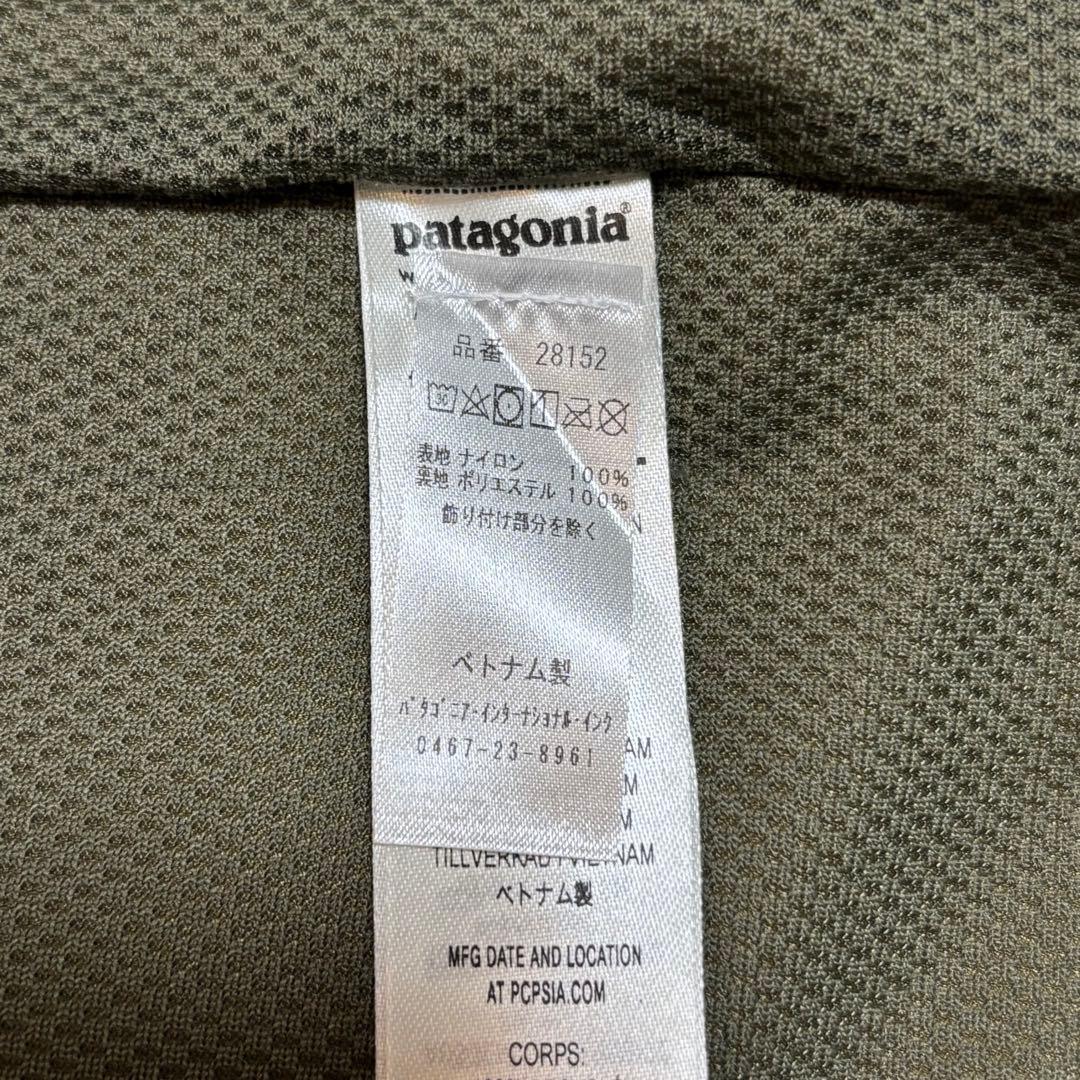 patagonia®
品番 28152
30
表地 ナイロン 100%
裏地 ポリエステル 100%
飾り付け部分を除く
ベトナム製
ﾊﾟﾀｺﾞﾆｱ･ｲﾝﾀｰﾅｼｮﾅﾙ･ｲﾝｸ
0467-23-8961
TILLVERKAD I VIETNAM
ベトナム製
MFG DATE AND LOCATION
AT PCPSIA.COM
CORPS: